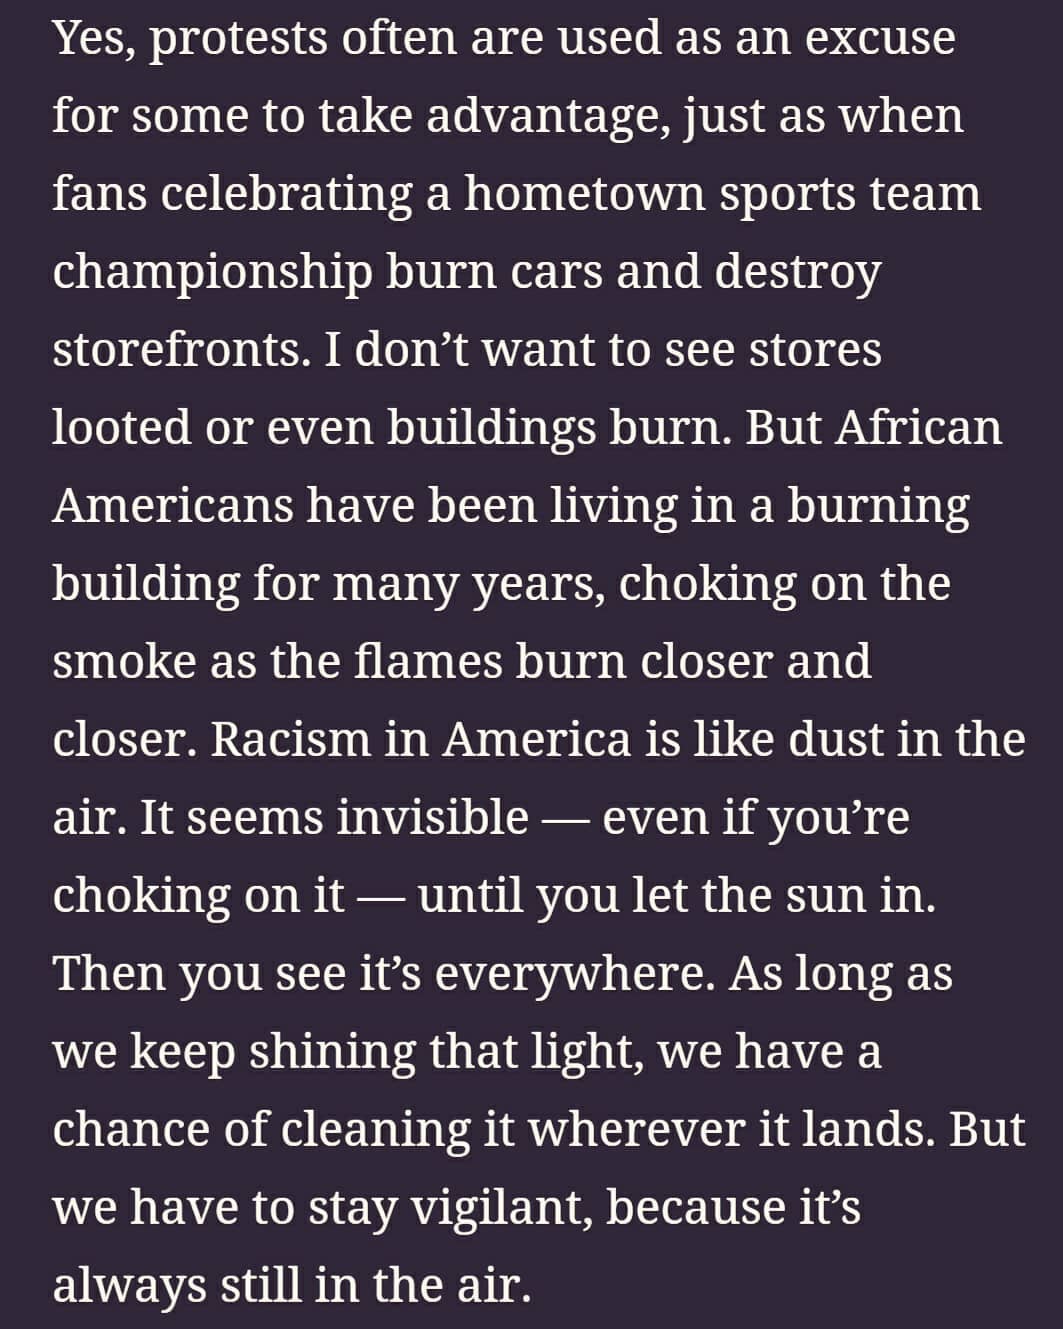 Yes, protests often are used as an excuse
for some to take advantage, just as when
fans celebrating a hometown sports team
championship burn cars and destroy
storefronts. I don’t want to see stores
looted or even buildings burn. But African
Americans have been living in a burning
building for many years, choking on the
smoke as the flames burn closer and
closer. Racism in America is like dust in the
air. It seems invisible — even if you’re
choking on it — until you let the sun in.
Then you see it’s everywhere. As long as
we keep shining that light, we have a
chance of cleaning it wherever it lands. But
we have to stay vigilant, because it’s
always still in the air.